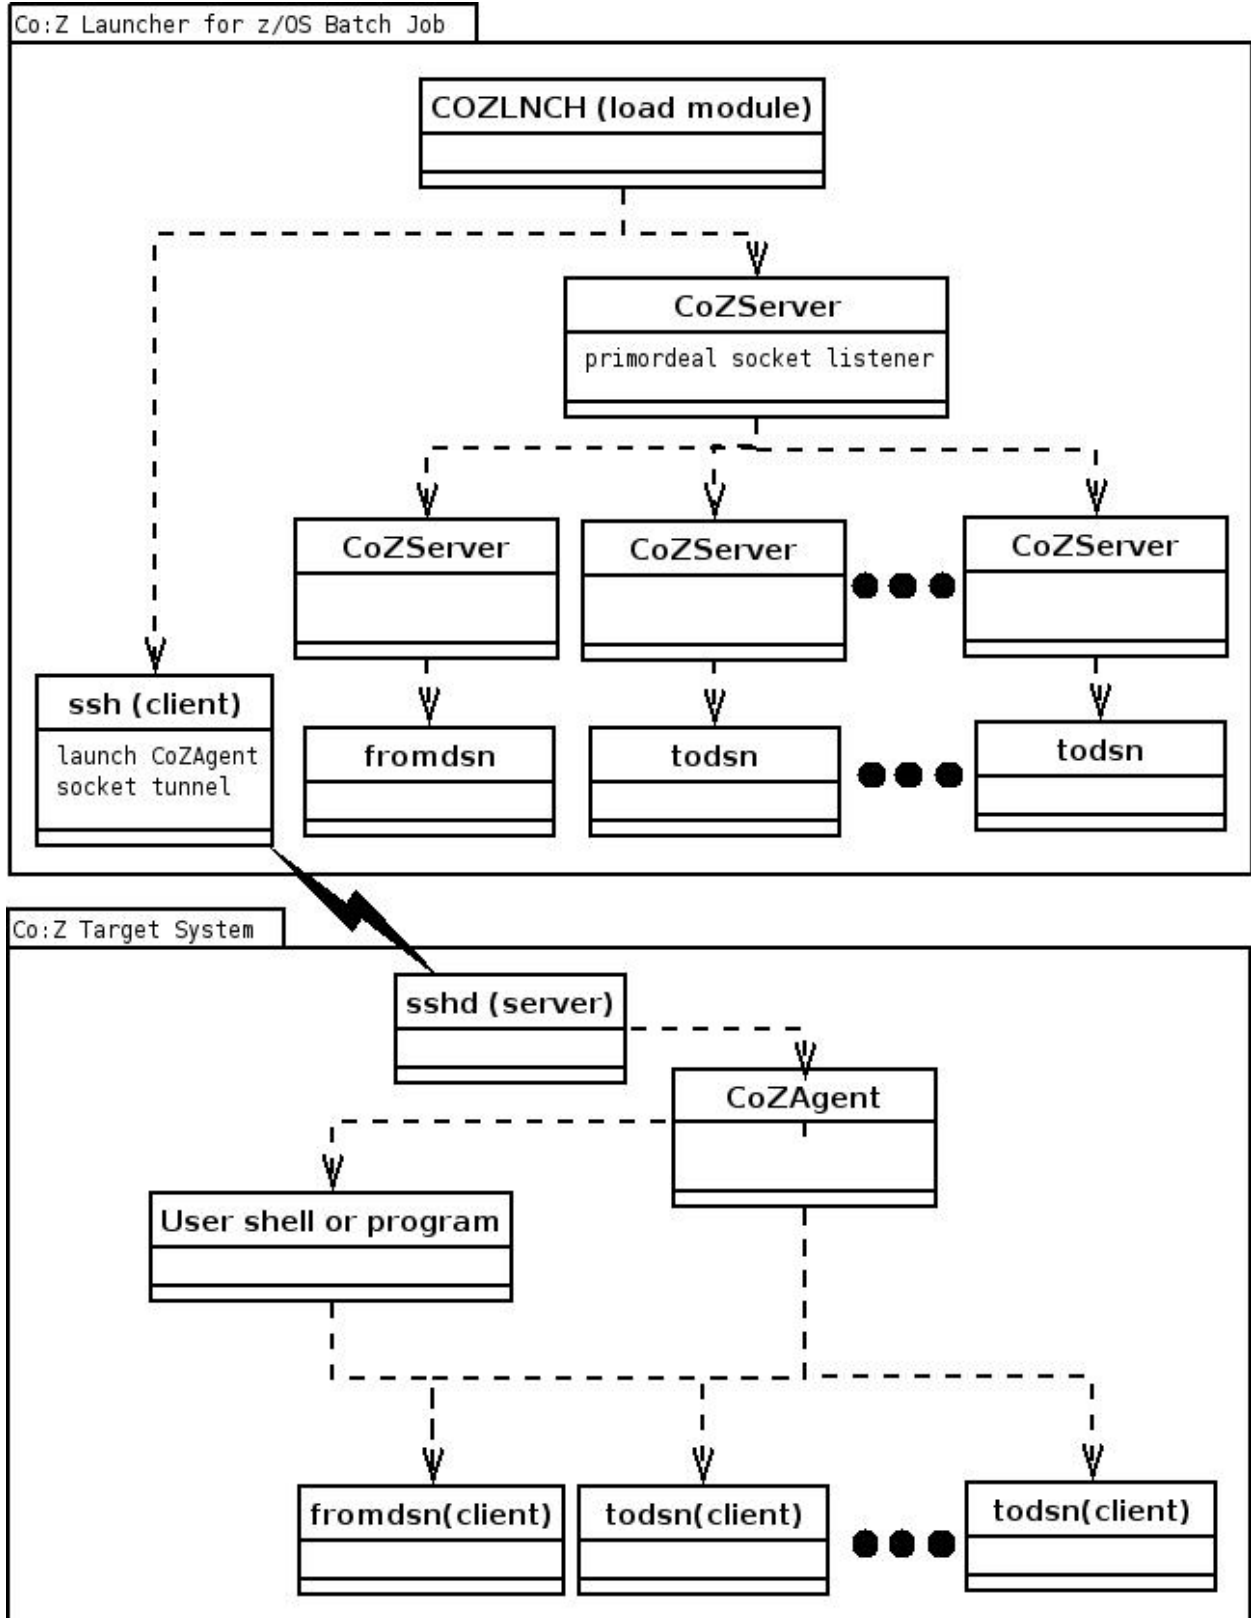 Co:Z Launcher for z/OS Batch Job
COZLNCH (load module)
CoZServer
primordeal socket listener
CoZServer
CoZServer
CoZServer
ssh (client)
launch CoZAgent
socket tunnel
fromdsn
todsn
todsn
Co:Z Target System
sshd (server)
CoZAgent
User shell or program
fromdsn(client)
todsn(client)
todsn(client)